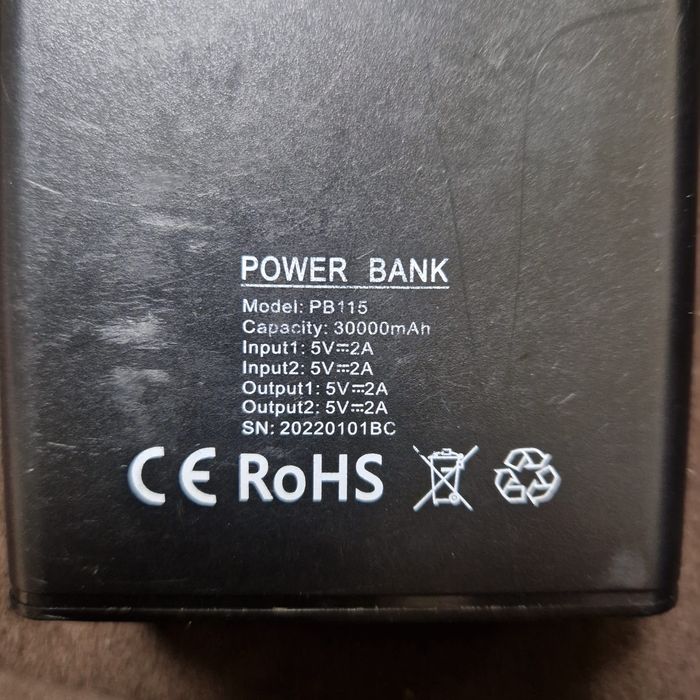 POWER BANK
Model: PB115
Capacity: 30000mAh
Input1: 5V⎓2A
Input2: 5V⎓2A
Output1: 5V⎓2A
Output2: 5V⎓2A
SN: 20220101BC
CE RoHS